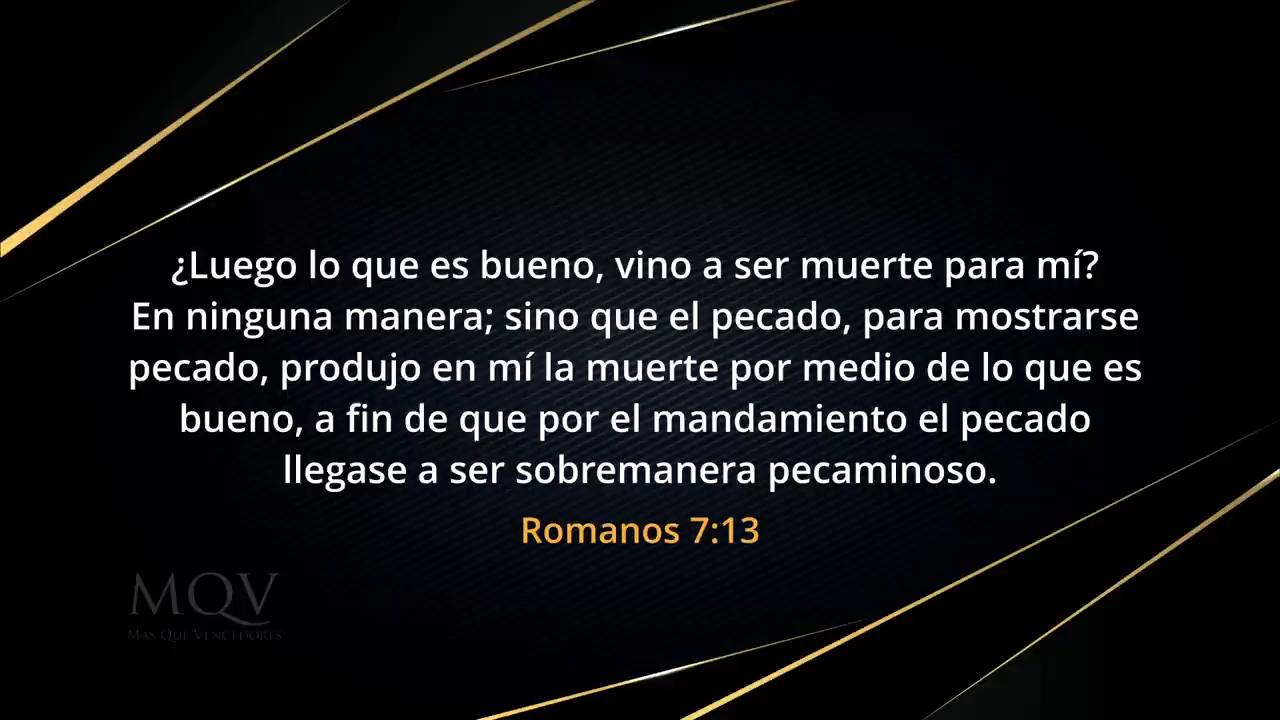 ¿Luego lo que es bueno, vino a ser muerte para mí?
En ninguna manera; sino que el pecado, para mostrarse
pecado, produjo en mí la muerte por medio de lo que es
bueno, a fin de que por el mandamiento el pecado
llegase a ser sobremanera pecaminoso.
Romanos 7:13
MQV
MAS QUE VENCEDORES